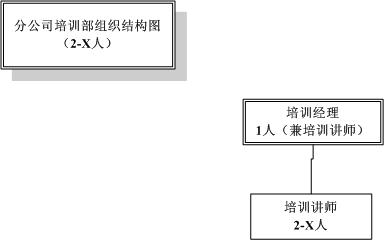 分公司培训部组织结构图
（2-X人）
培训经理
1人（兼培训讲师）
培训讲师
2-X人